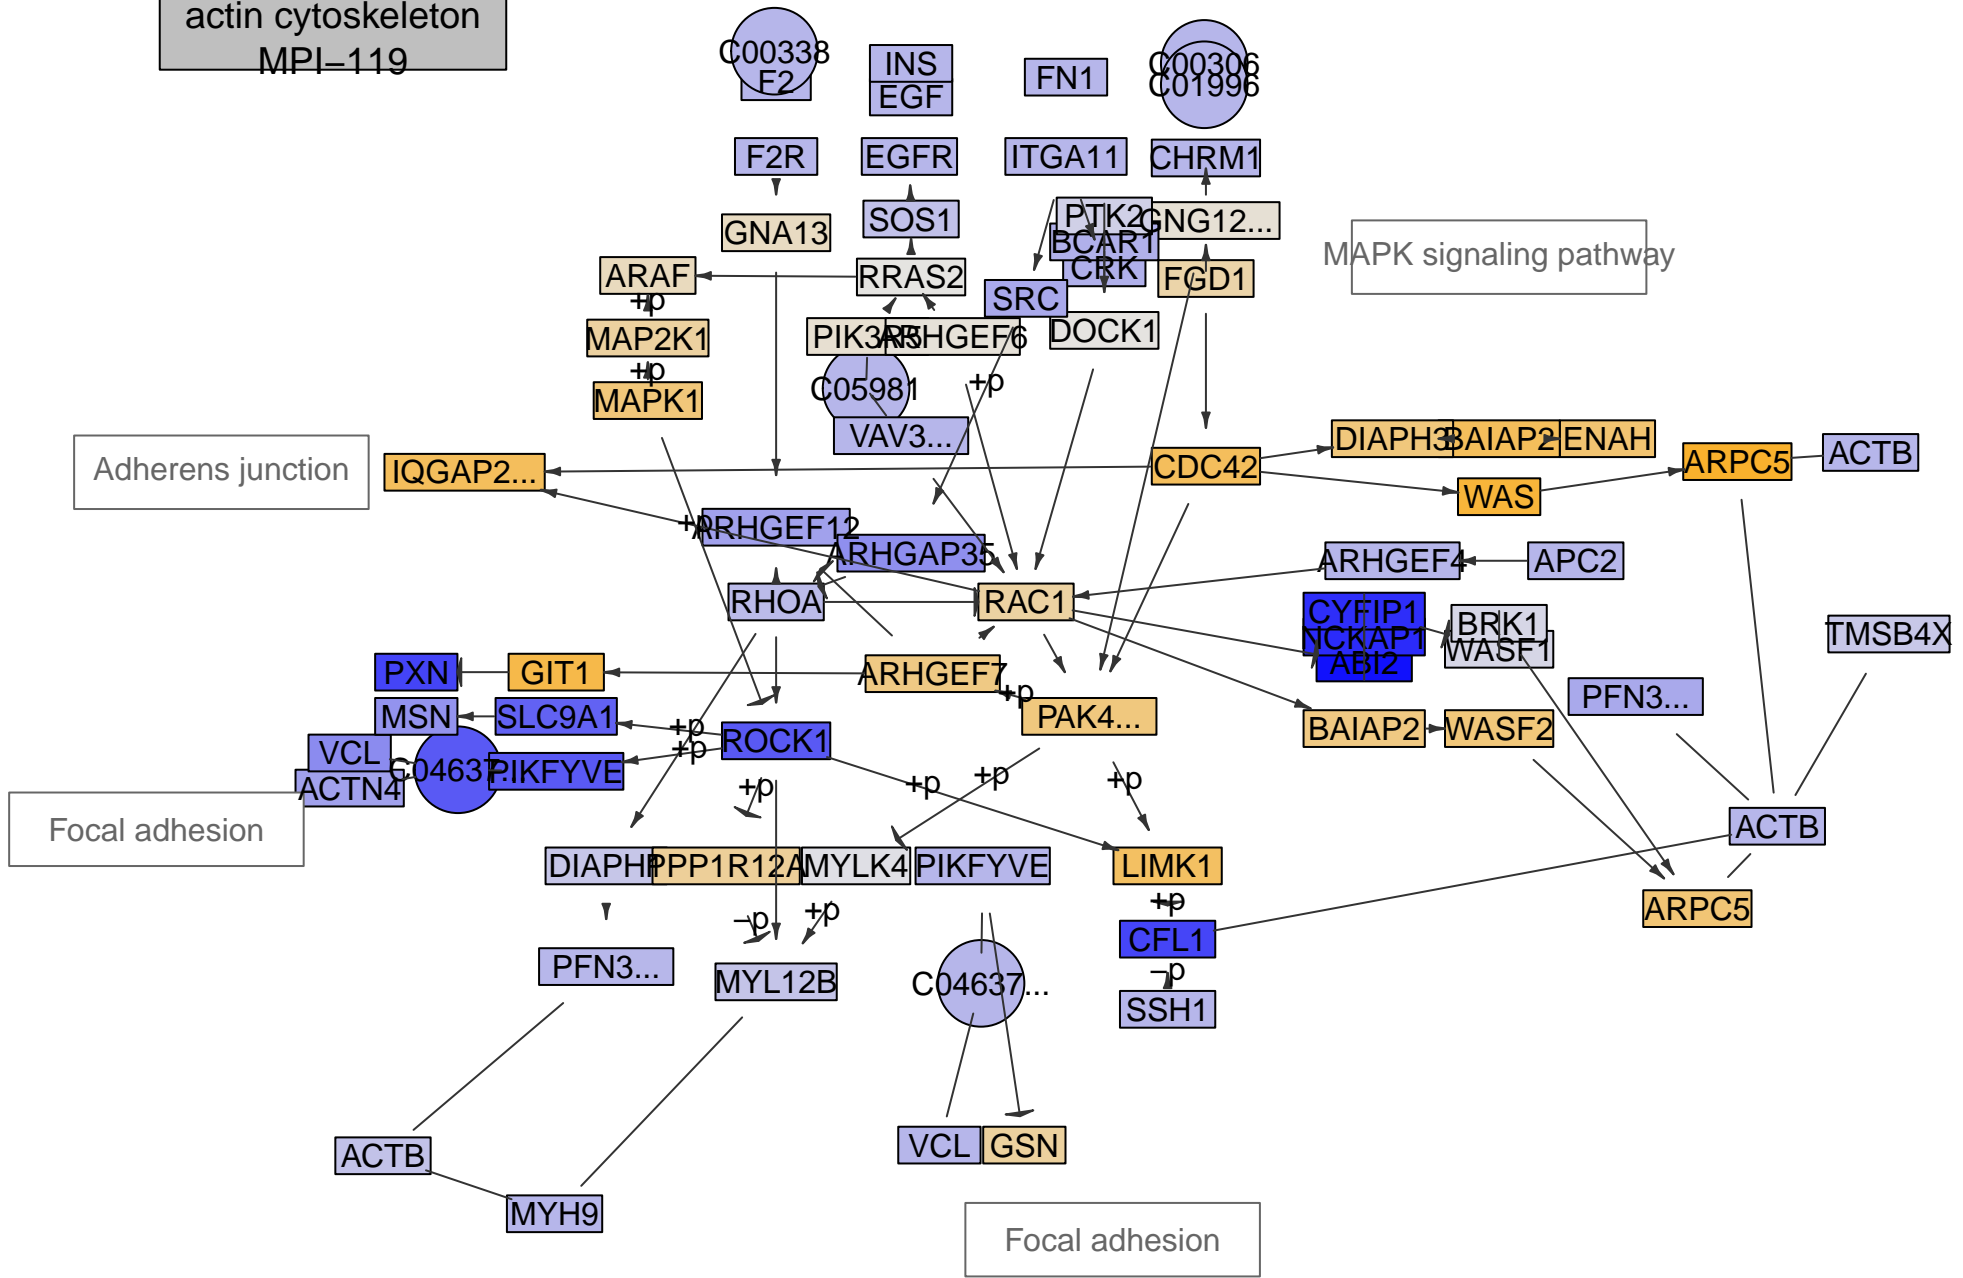 actin cytoskeleton
MPI–119
C00338
F2
INS
EGF
FN1
C00306
C01996
F2R
EGFR
ITGA11
CHRM1
GNA13
SOS1
PTK2
GNG12...
BCAR1
CRK
MAPK signaling pathway
ARAF
RRAS2
SRC
FGD1
+p
MAP2K1
PIK3R5
ARHGEF6
DOCK1
+p
MAPK1
C05981
+p
VAV3...
Adherens junction
IQGAP2...
CDC42
DIAPH3
BAIAP2
ENAH
ARPC5
ACTB
WAS
+p
ARHGEF12
ARHGAP35
ARHGEF4
APC2
RHOA
RAC1
CYFIP1
NCKAP1
ABI2
BRK1
WASF1
TMSB4X
PXN
GIT1
ARHGEF7
+p
PFN3...
MSN
SLC9A1
+p
PAK4...
BAIAP2
WASF2
VCL
ACTN4
C04637...
PIKFYVE
+p
ROCK1
+p
+p
+p
+p
Focal adhesion
ACTB
PPP1R12A
MYLK4
PIKFYVE
LIMK1
–p
+p
+p
ARPC5
CFL1
PFN3...
MYL12B
C04637...
–p
SSH1
ACTB
VCL
GSN
MYH9
Focal adhesion